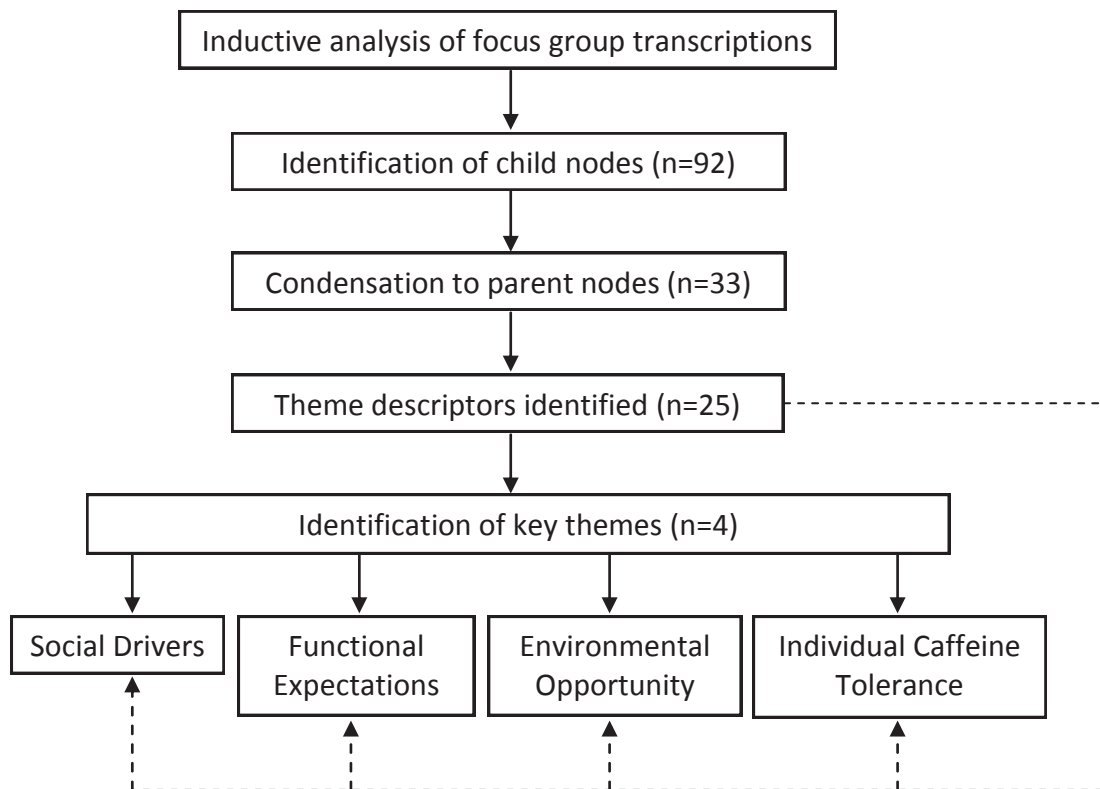 Inductive analysis of focus group transcriptions
Identification of child nodes (n=92)
Condensation to parent nodes (n=33)
Theme descriptors identified (n=25)
Identification of key themes (n=4)
Social Drivers
Functional
Expectations
Environmental
Opportunity
Individual Caffeine
Tolerance